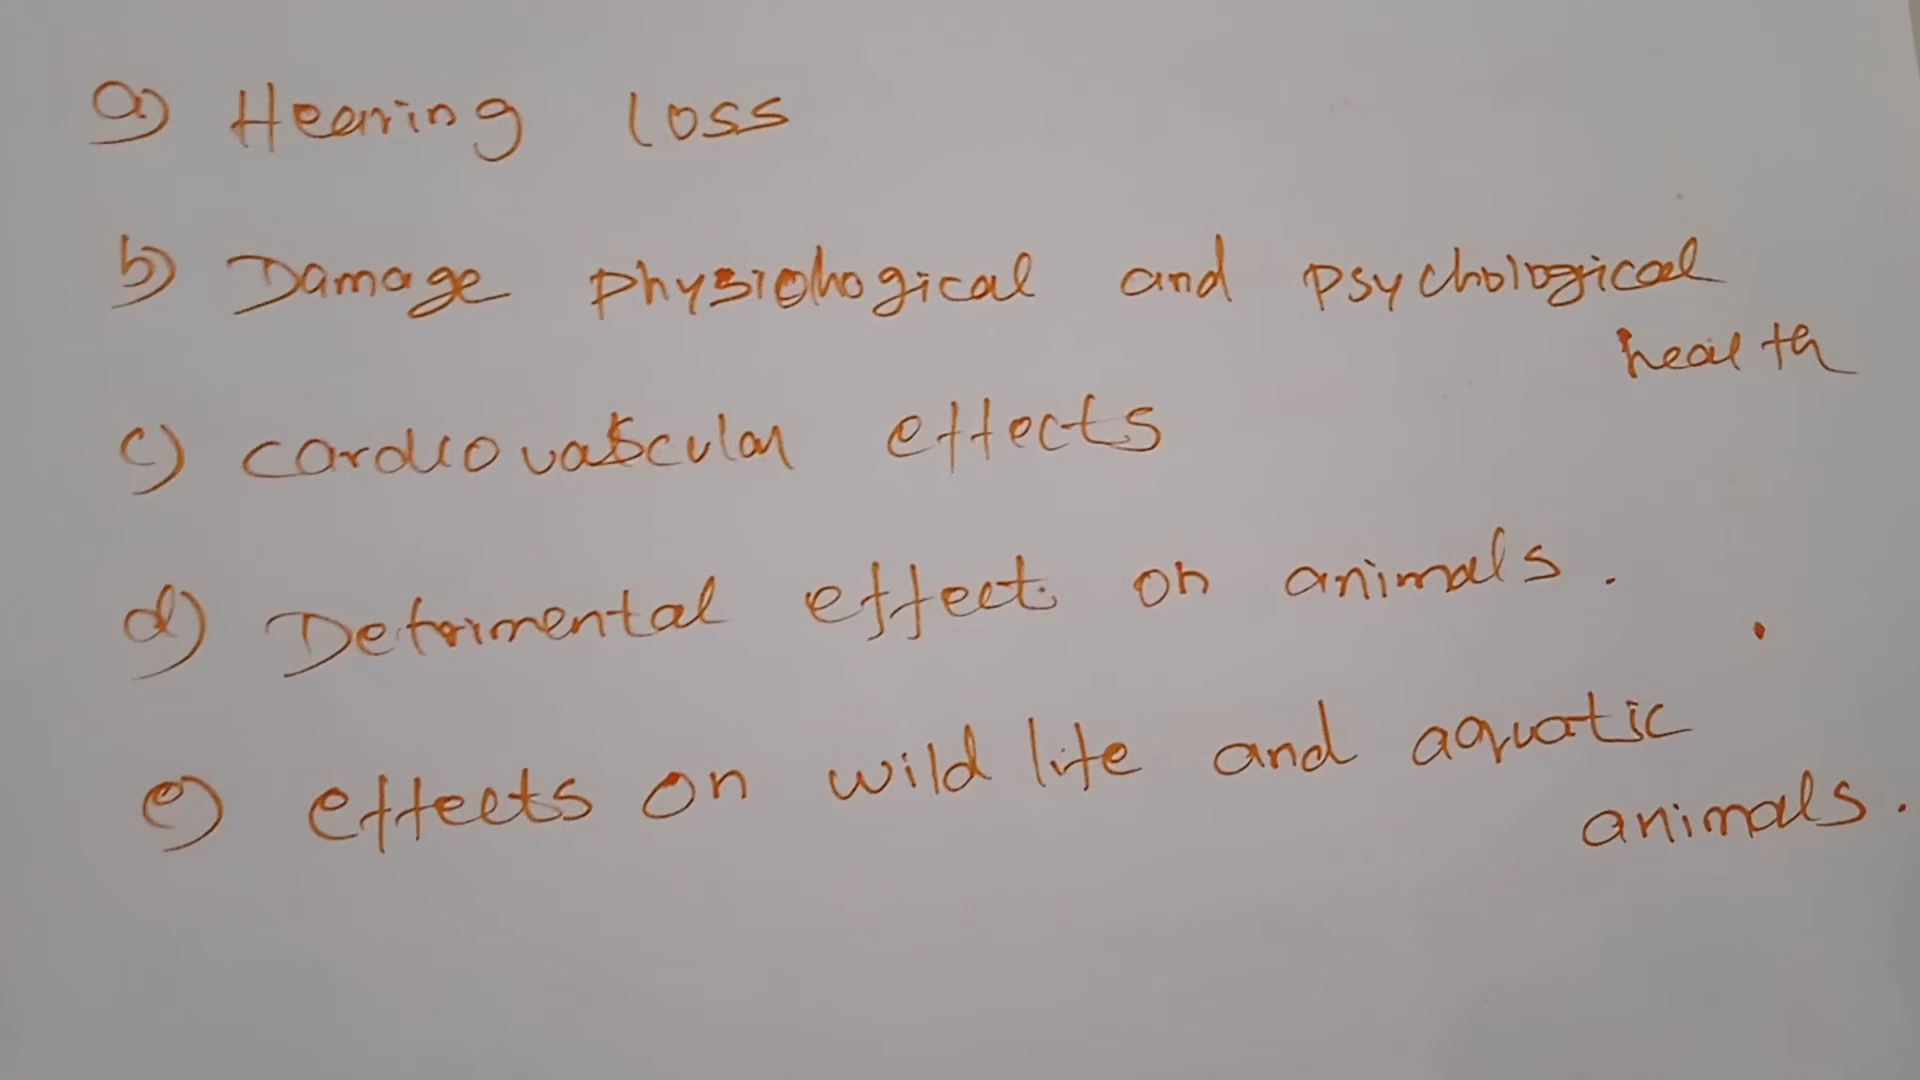 a) Hearing loss
b) Damage physiological and psychological
health
c) cardiovascular effects
d) Detrimental effect on animals.
e) effects on wild life and aquatic
animals.